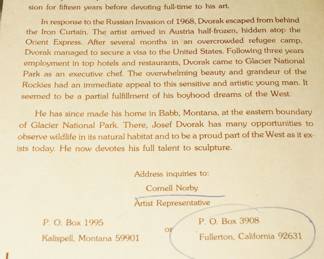 sion for fifteen years before devoting full-time to his art.
In response to the Russian Invasion of 1968, Dvorak escaped from behind
the Iron Curtain. The artist arrived in Austria half-frozen, hidden atop the
Orient Express. After several months in an overcrowded refugee camp,
Dvorak managed to secure a visa to the United States. Following three years
employment in top hotels and restaurants, Dvorak came to Glacier National
Park as an executive chef. The overwhelming beauty and grandeur of the
Rockies had an immediate appeal to this sensitive and artistic young man. It
seemed to be a partial fulfillment of his boyhood dreams of the West.
He has since made his home in Babb, Montana, at the eastern boundary
of Glacier National Park. There, Josef Dvorak has many opportunities to
observe wildlife in its natural habitat and to be a proud part of the West as it ex-
ists today. He now devotes his full talent to sculpture.
Address inquiries to:
Cornell Norby
Artist Representative
P. O. Box 1995
Kalispell, Montana 59901
or
P. O. Box 3908
Fullerton, California 92631